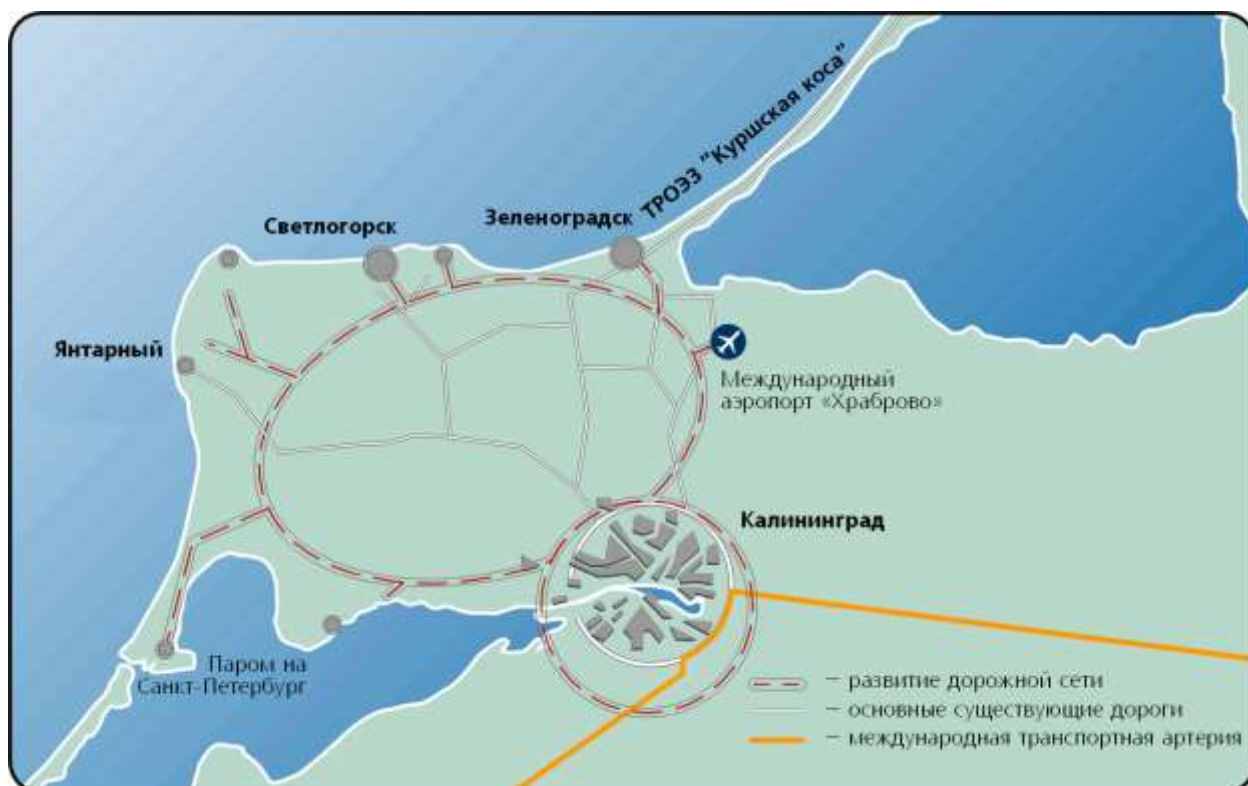 ТРОЭЗ "Куршская коса"
Зеленоградск
Светлогорск
Янтарный
Международный
аэропорт «Храброво»
Калининград
Паром на
Санкт-Петербург
– развитие дорожной сети
– основные существующие дороги
– международная транспортная артерия